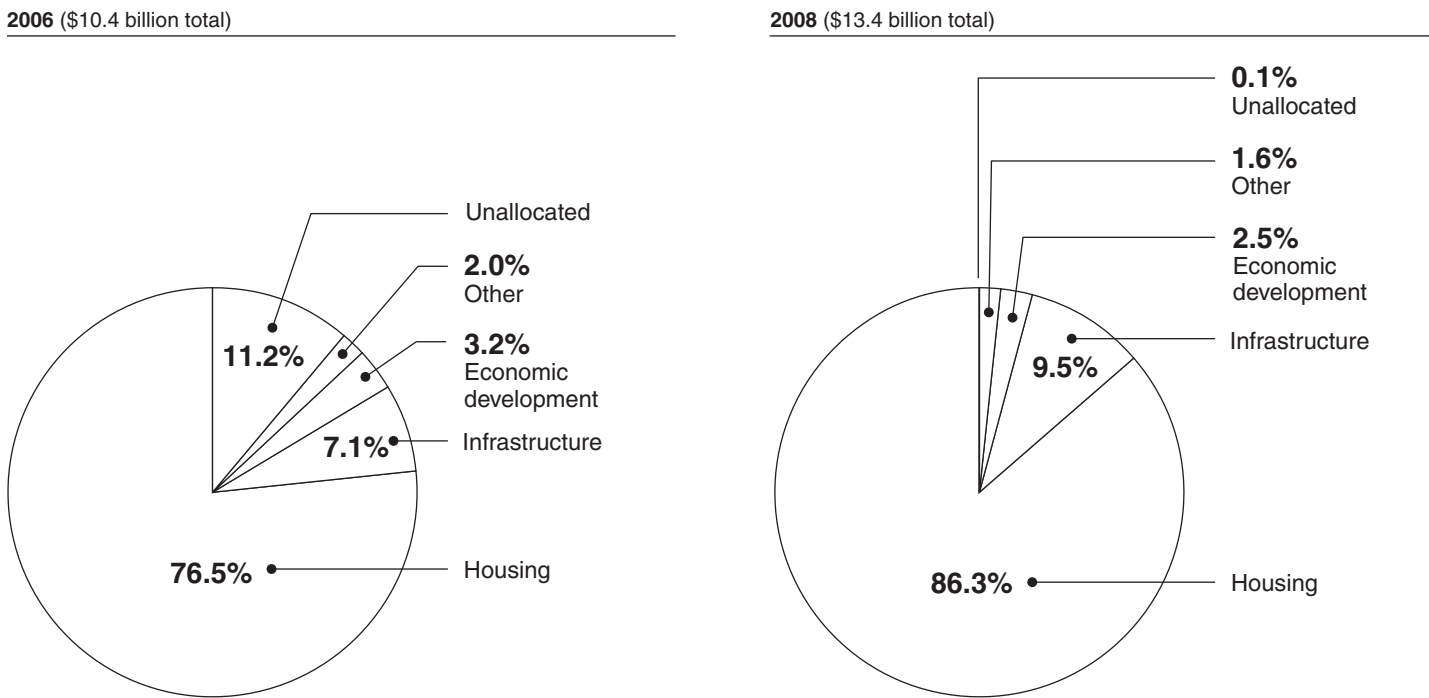 2006 ($10.4 billion total)
Unallocated
11.2%
2.0%
Other
3.2%
Economic
development
7.1%
Infrastructure
76.5%
Housing
2008 ($13.4 billion total)
0.1%
Unallocated
1.6%
Other
2.5%
Economic
development
Infrastructure
9.5%
86.3%
Housing